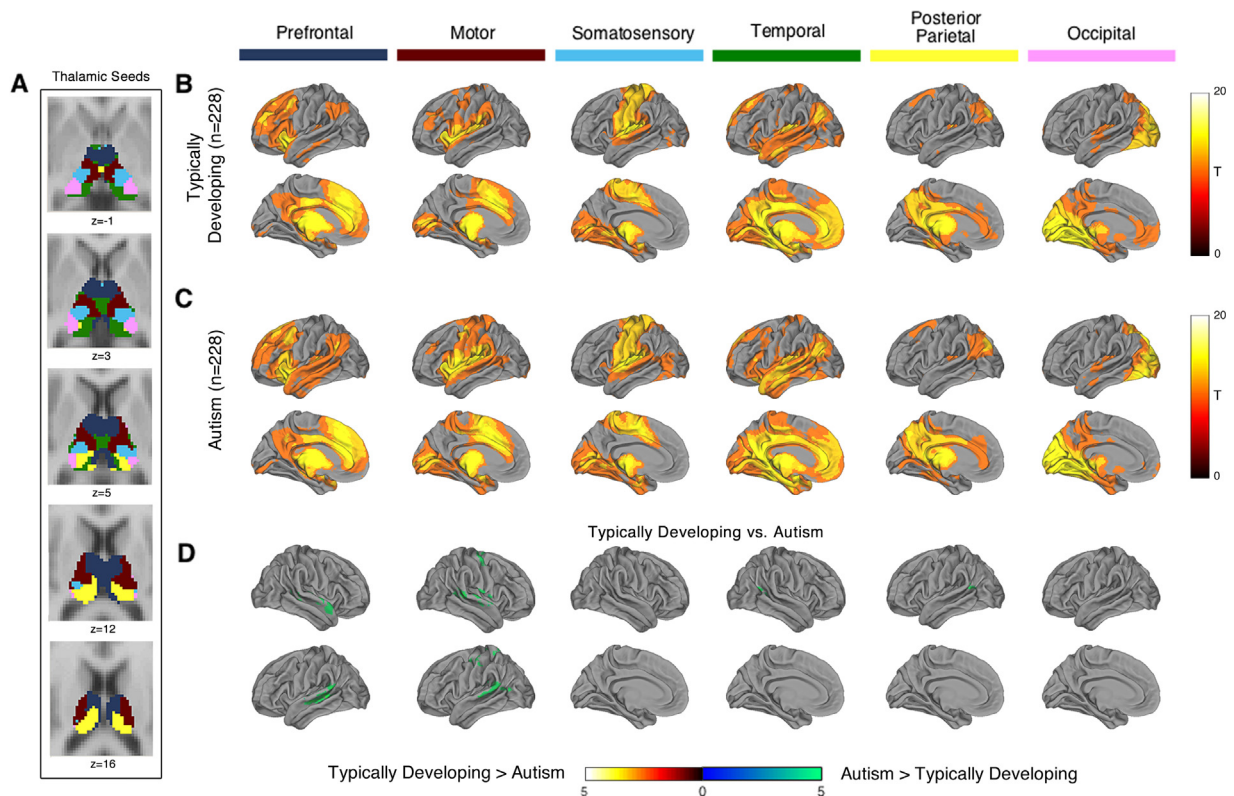 Prefrontal
Motor
Somatosensory
Temporal
Posterior
Parietal
Occipital
A
Thalamic Seeds
z=-1
z=3
z=5
z=12
z=16
B
Typically
Developing (n=228)
20
T
0
C
Autism (n=228)
20
T
0
D
Typically Developing vs. Autism
Typically Developing > Autism
5
0
5
Autism > Typically Developing